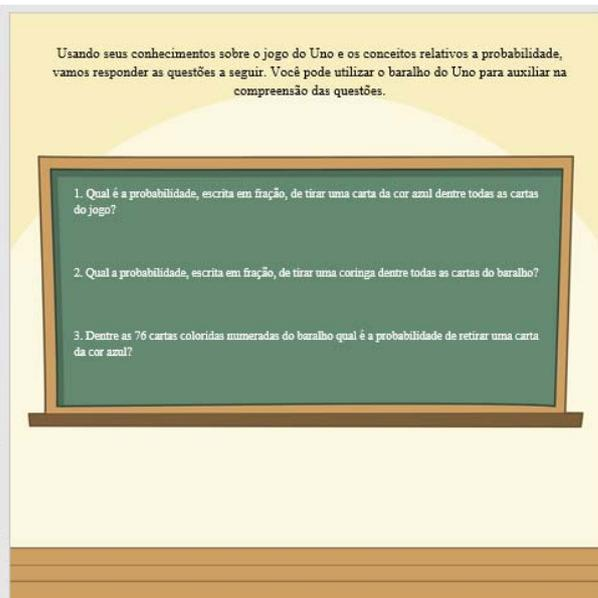 Usando seus conhecimentos sobre o jogo do Uno e os conceitos relativos a probabilidade,
vamos responder as questões a seguir. Você pode utilizar o baralho do Uno para auxiliar na
compreensão das questões.
1. Qual é a probabilidade, escrita em fração, de tirar uma carta da cor azul dentre todas as cartas
do jogo?
2. Qual a probabilidade, escrita em fração, de tirar uma coringa dentre todas as cartas do baralho?
3. Dentre as 76 cartas coloridas numeradas do baralho qual é a probabilidade de retirar uma carta
da cor azul?